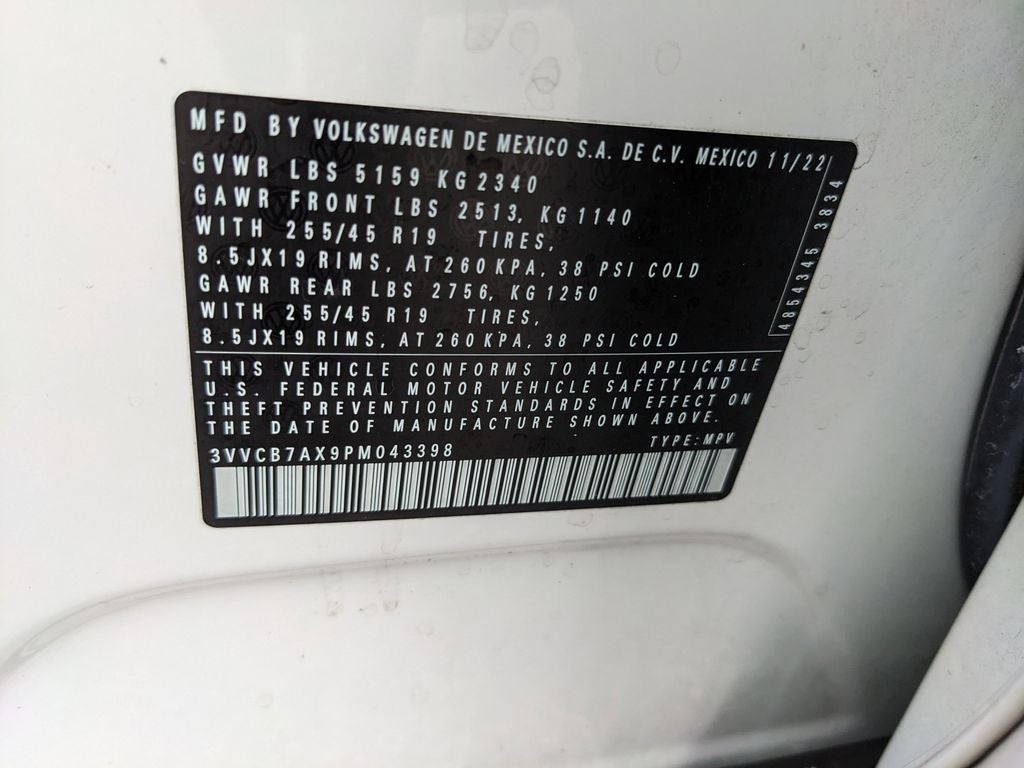 MFD BY VOLKSWAGEN DE MEXICO S.A. DE C.V. MEXICO 11/22
GVWR LBS 5159 KG 2340
GAWR FRONT LBS 2513, KG 1140
WITH 255/45 R19 TIRES,
8.5JX19 RIMS, AT 260 KPA, 38 PSI COLD
GAWR REAR LBS 2756, KG 1250
WITH 255/45 R19 TIRES,
8.5JX19 RIMS, AT 260 KPA, 38 PSI COLD
4854345 3834
THIS VEHICLE CONFORMS TO ALL APPLICABLE
U.S. FEDERAL MOTOR VEHICLE SAFETY AND
THEFT PREVENTION STANDARDS IN EFFECT ON
THE DATE OF MANUFACTURE SHOWN ABOVE.
3VVCB7AX9PM043398 TYPE: MPV